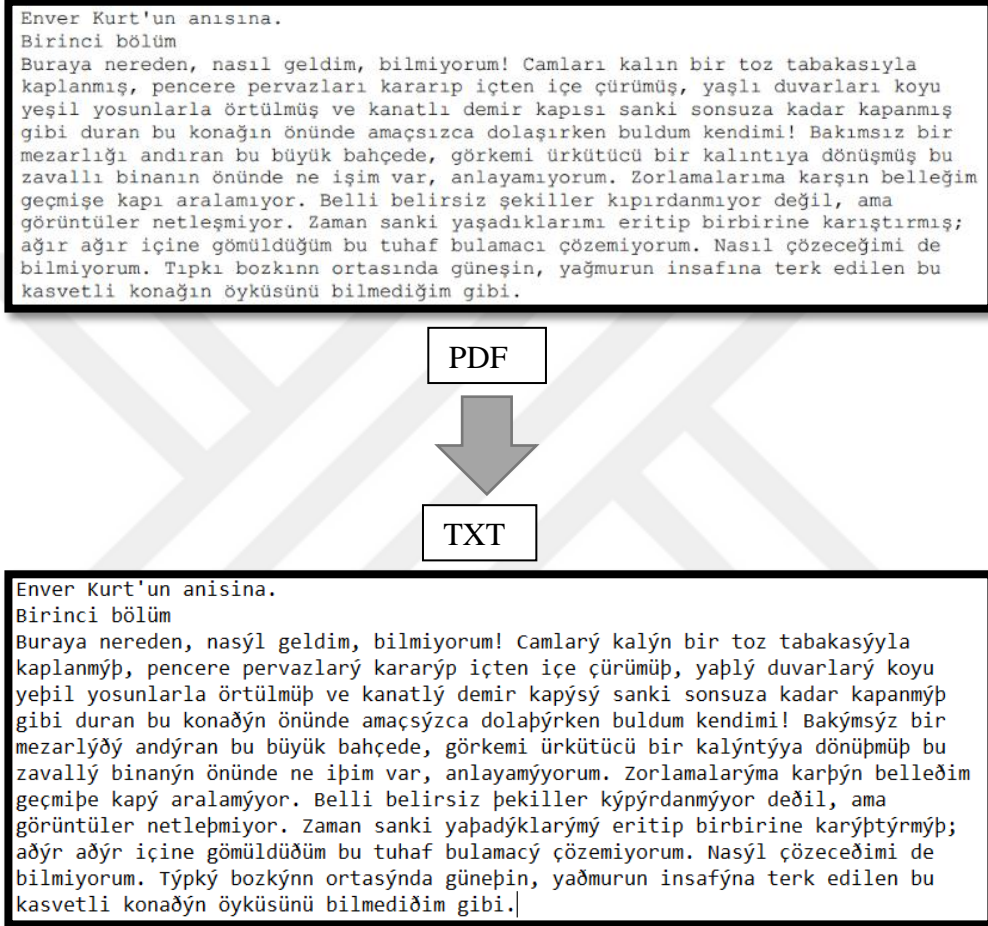 Enver Kurt'un anısına.
Birinci bölüm
Buraya nereden, nasıl geldim, bilmiyorum! Camları kalın bir toz tabakasıyla
kaplanmış, pencere pervazları kararıp içten içe çürümüş, yaşlı duvarları koyu
yeşil yosunlarla örtülmüş ve kanatlı demir kapısı sanki sonsuza kadar kapanmış
gibi duran bu konağın önünde amaçsızca dolaşırken buldum kendimi! Bakımsız bir
mezarlığı andıran bu büyük bahçede, görkemi ürkütücü bir kalıntıya dönüşmüş bu
zavallı binanın önünde ne işim var, anlayamıyorum. Zorlamalarıma karşın belleğim
geçmişe kapı aralamıyor. Belli belirsiz şekiller kıpırdanmıyor değil, ama
görüntüler netleşmiyor. Zaman sanki yaşadıklarımı eritip birbirine karıştırmış;
ağır ağır içine gömüldüğüm bu tuhaf bulamacı çözemiyorum. Nasıl çözeceğimi de
bilmiyorum. Tıpkı bozkınn ortasında güneşin, yağmurun insafına terk edilen bu
kasvetli konağın öyküsünü bilmediğim gibi.
PDF
TXT
Enver Kurt'un anisina.
Birinci bölüm
Buraya nereden, nasýl geldim, bilmiyorum! Camlarý kalýn bir toz tabakasýyla
kaplanmýþ, pencere pervazlarý kararýp içten içe çürümüþ, yaþlý duvarlarý koyu
yeþil yosunlarla örtülmüþ ve kanatlý demir kapýsý sanki sonsuza kadar kapanmýþ
gibi duran bu konaðýn önünde amaçsýzca dolaþýrken buldum kendimi! Bakýmsýz bir
mezarlýðý andýran bu büyük bahçede, görkemi ürkütücü bir kalýntýya dönüþmüþ bu
zavallý binanýn önünde ne iþim var, anlayamýyorum. Zorlamalarýma karþýn belleðim
geçmiþe kapý aralamýyor. Belli belirsiz þekiller kýpýrdanmýyor deðil, ama
görüntüler netleþmiyor. Zaman sanki yaþadýklarýmý eritip birbirine karýþtýrmýþ;
aðýr aðýr içine gömüldüðüm bu tuhaf bulamacý çözemiyorum. Nasýl çözeceðimi de
bilmiyorum. Týpký bozkýnn ortasýnda güneþin, yaðmurun insafýna terk edilen bu
kasvetli konaðýn öyküsünü bilmediðim gibi.